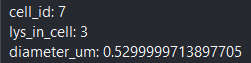 cell_id: 7
lys_in_cell: 3
diameter_um: 0.5299999713897705